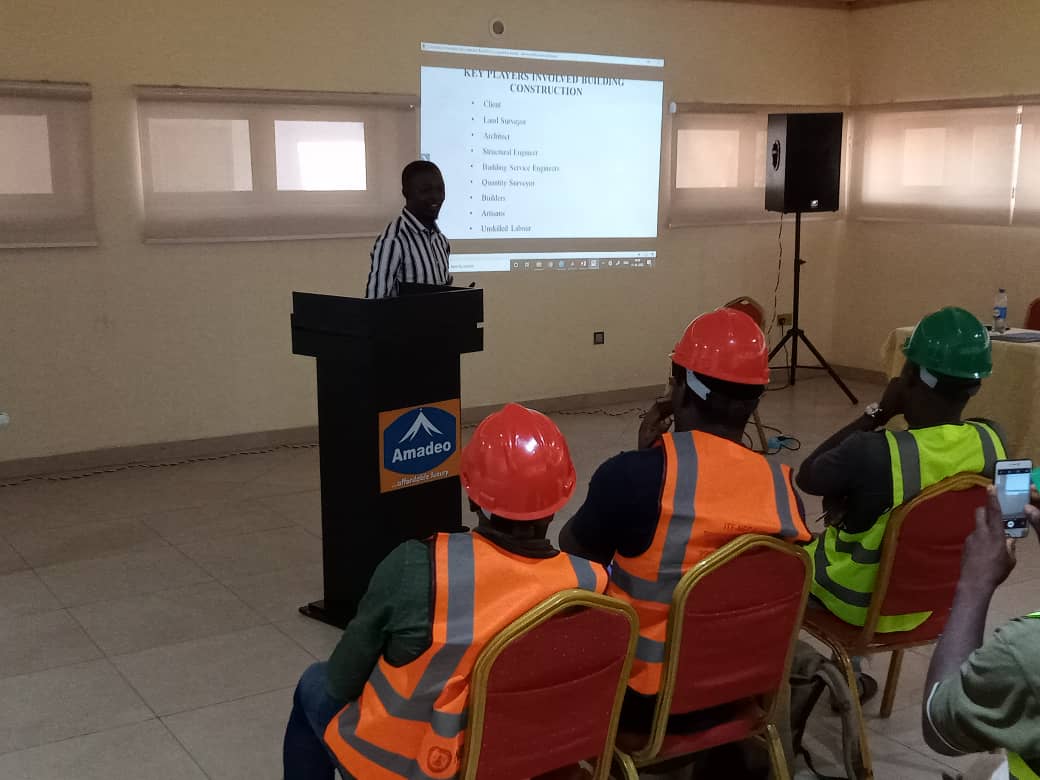 KEY PLAYERS INVOLVED BUILDING
CONSTRUCTION
• Client
• Land Surveyor
• Architect
• Structural Engineer
• Building Service Engineers
• Quantity Surveyor
• Builders
• Artisans
• Unskilled Labour
Amadeo
...affordable luxury